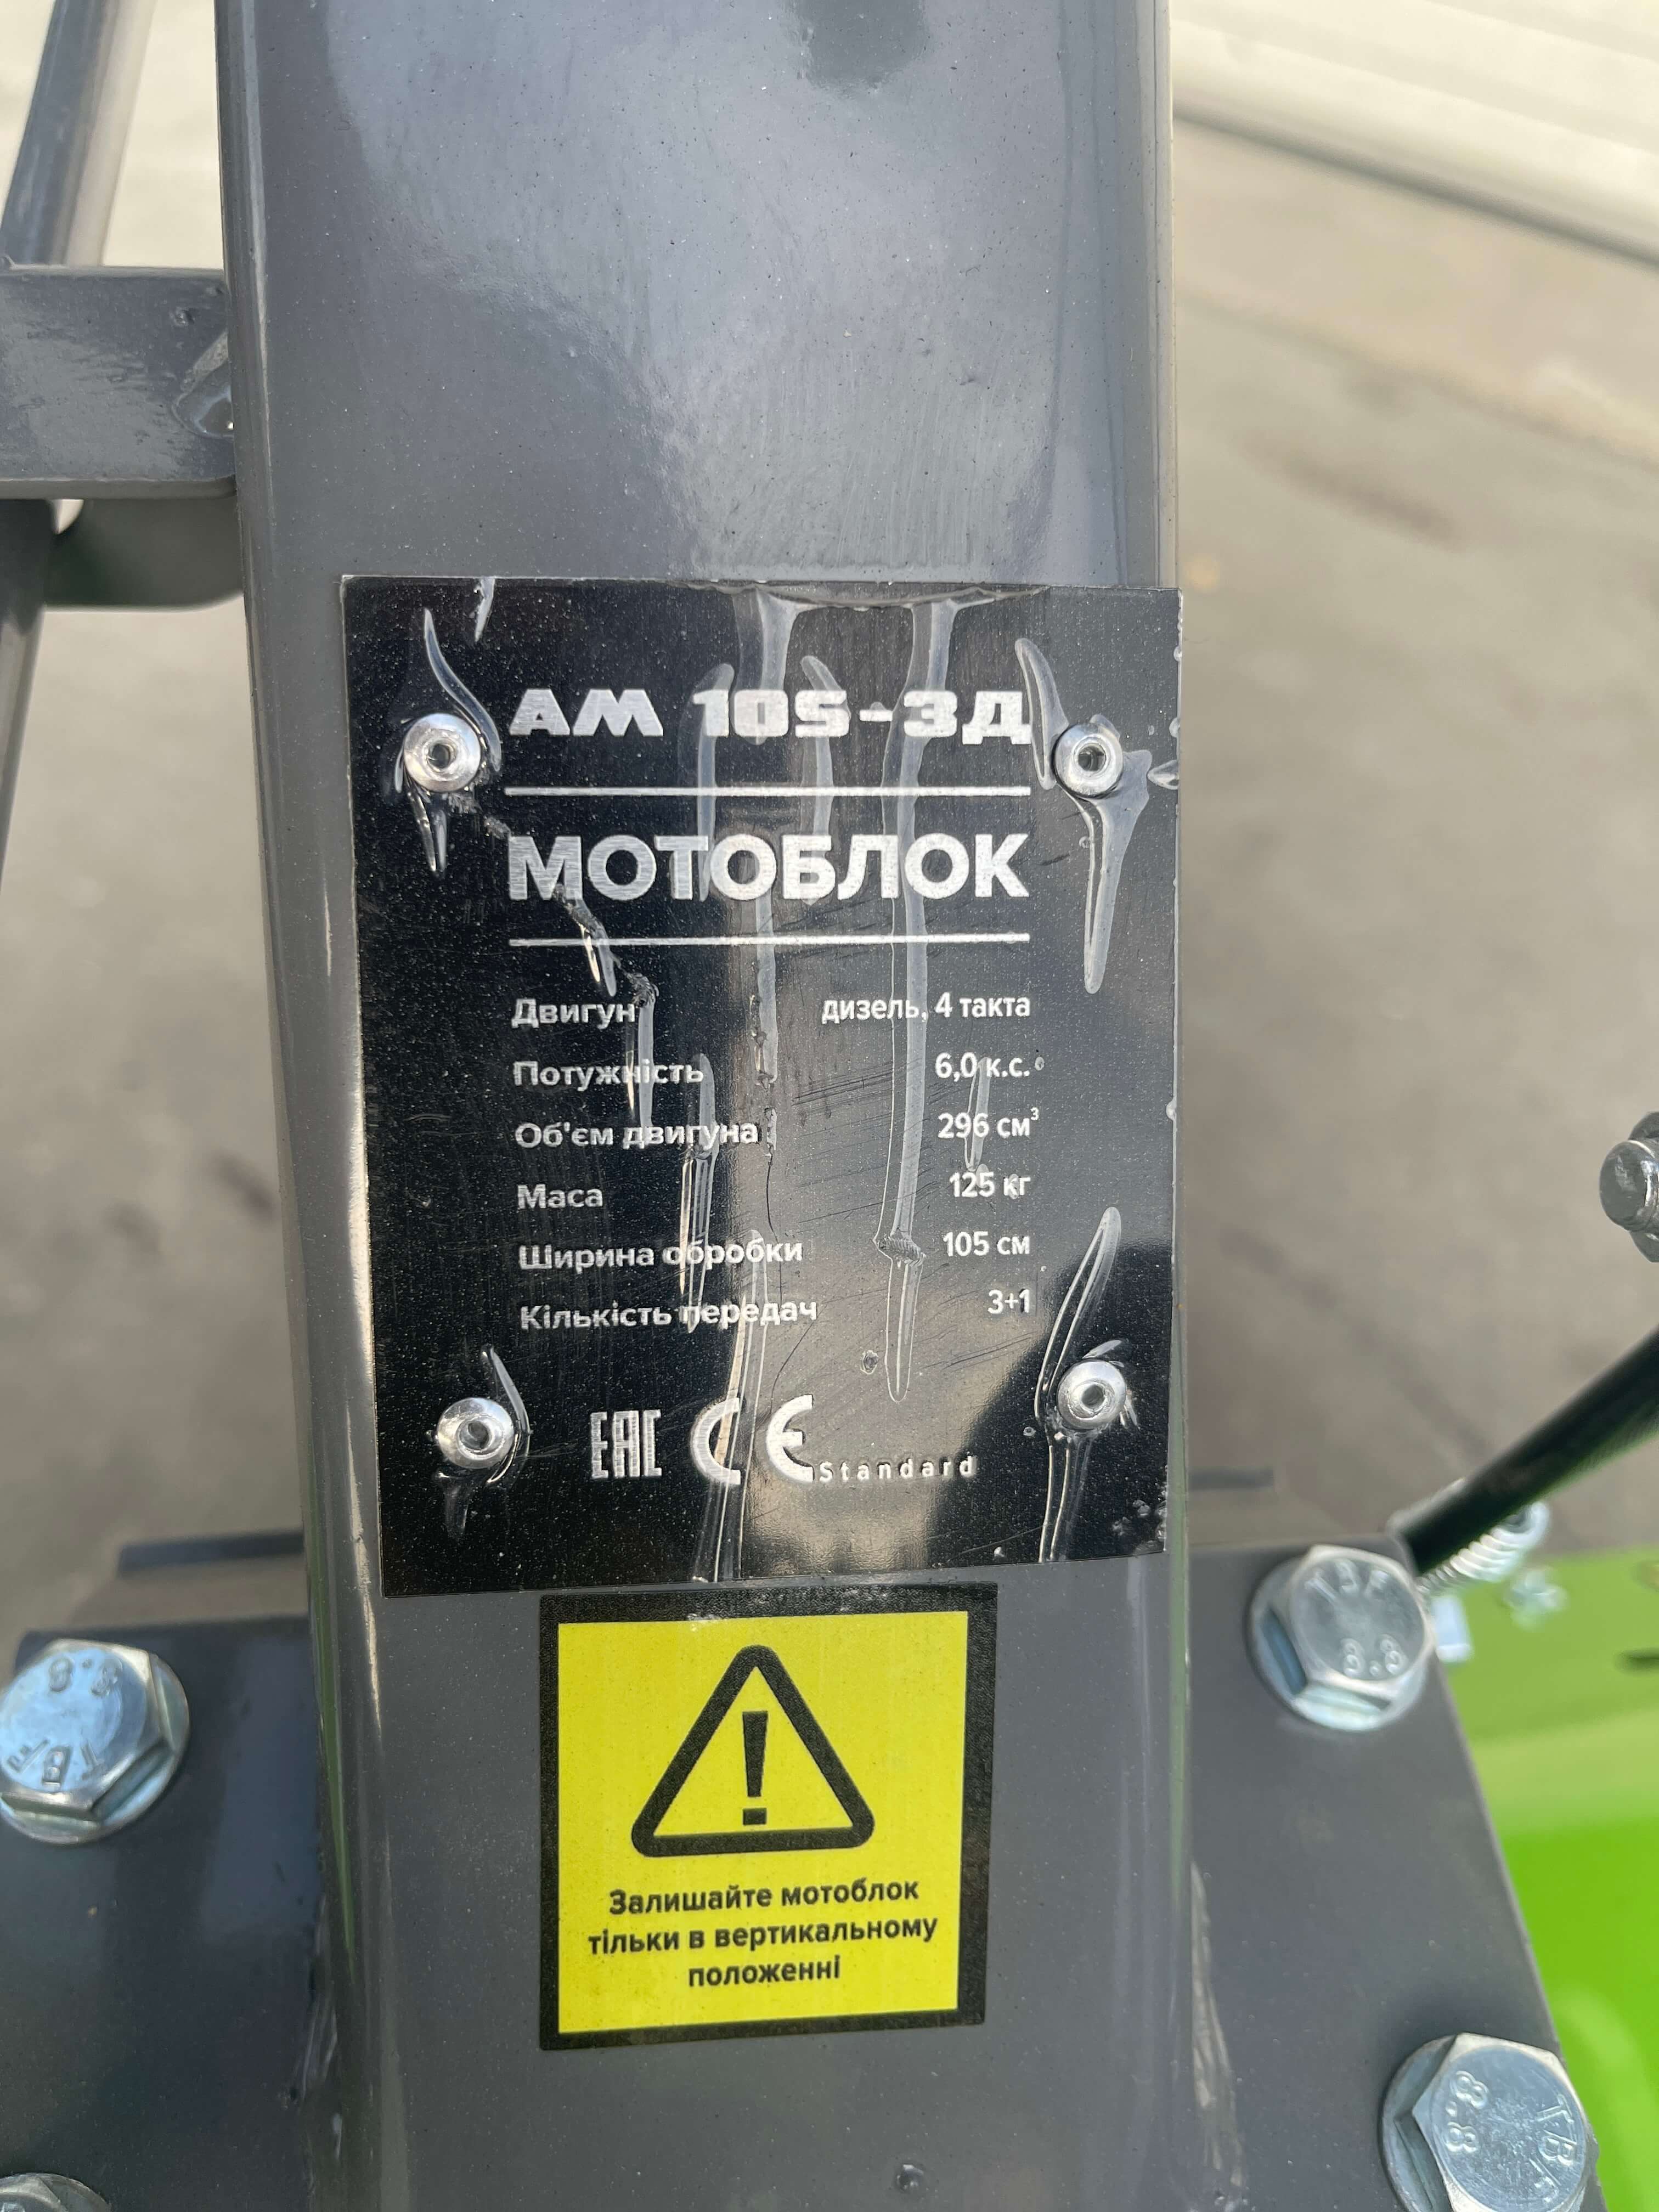 АМ 105-3Д
МОТОБЛОК
Двигун дизель, 4 такта
Потужність 6,0 к.с.
Об'єм двигуна 296 см³
Маса 125 кг
Ширина обробки 105 см
Кількість передач 3+1
EAC CE Standard
Залишайте мотоблок
тільки в вертикальному
положенні
8.8
8.8
8.8